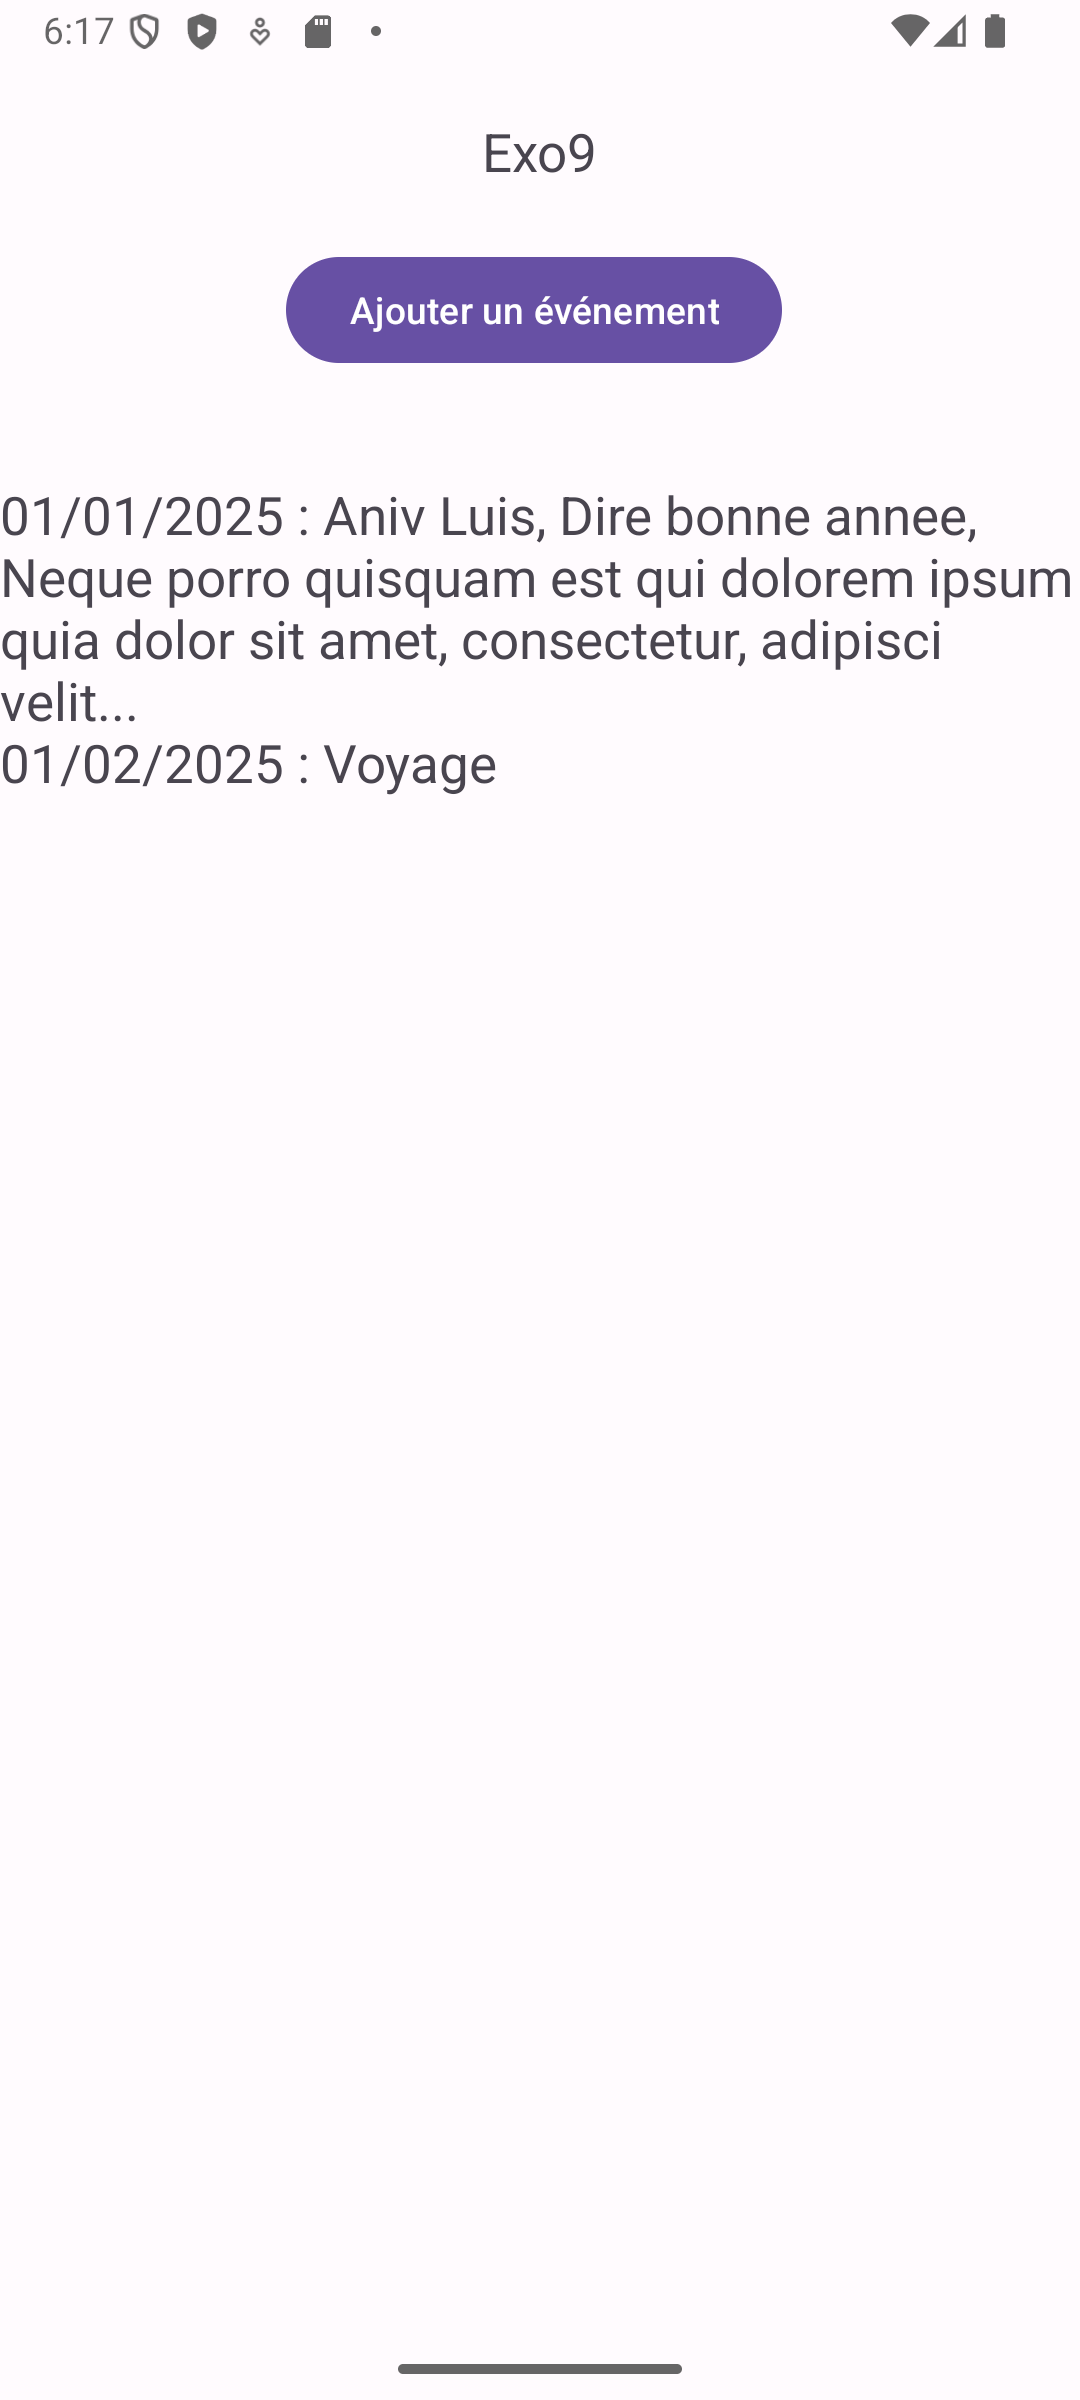 6:17
Exo9
Ajouter un événement
01/01/2025 : Aniv Luis, Dire bonne annee,
Neque porro quisquam est qui dolorem ipsum
quia dolor sit amet, consectetur, adipisci
velit...
01/02/2025 : Voyage